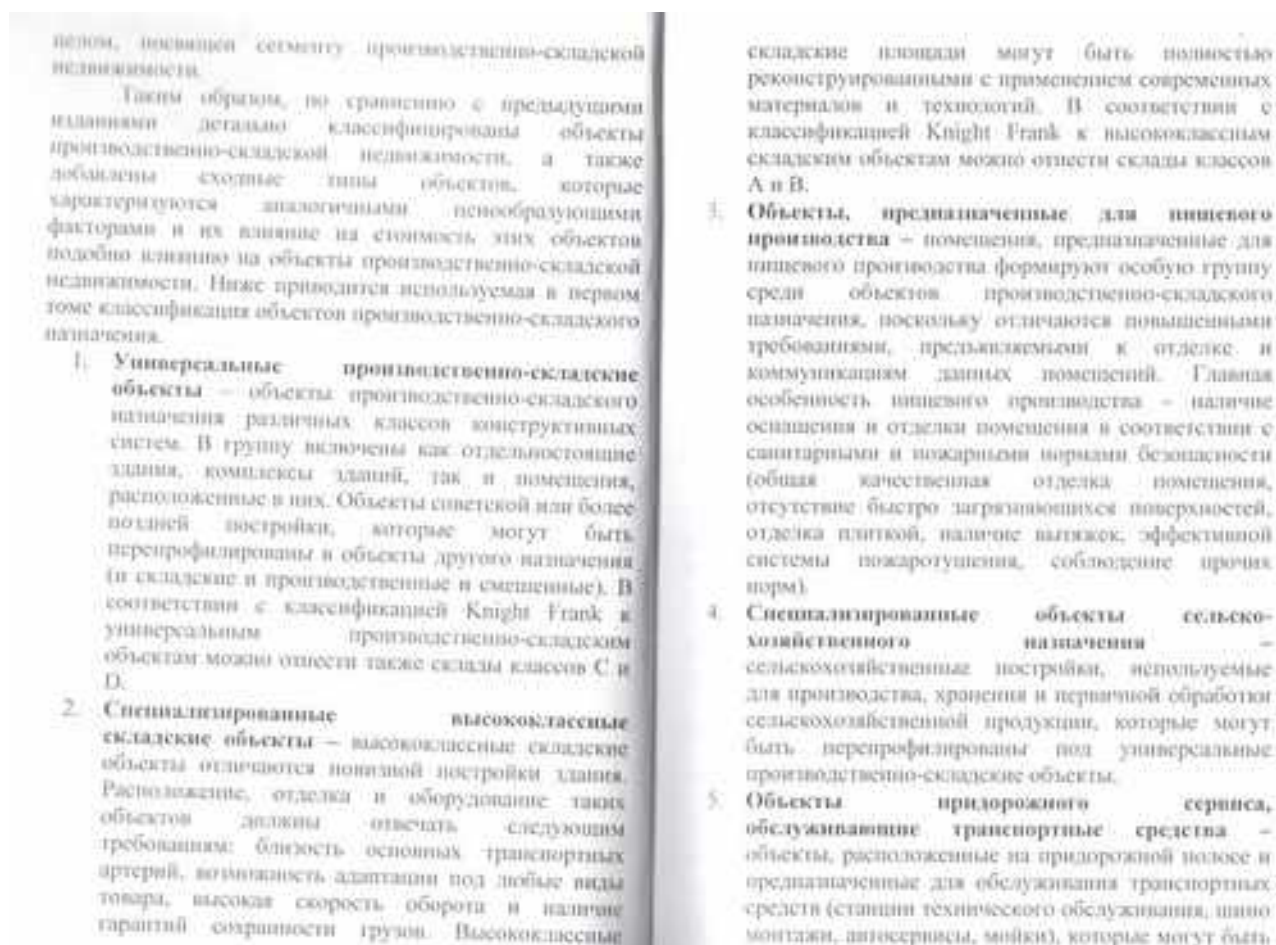 целом, посвящен сегменту производственно-складской
недвижимости.
Таким образом, по сравнению с предыдущими
изданиями детально классифицированы объекты
производственно-складской недвижимости, а также
добавлены сходные типы объектов, которые
характеризуются аналогичными ценообразующими
факторами и их влияние на стоимость этих объектов
подобно влиянию на объекты производственно-складской
недвижимости. Ниже приводится используемая в первом
томе классификация объектов производственно-складского
назначения.
1. Универсальные производственно-складские
объекты – объекты производственно-складского
назначения различных классов конструктивных
систем. В группу включены как отдельностоящие
здания, комплексы зданий, так и помещения,
расположенные в них. Объекты советской или более
поздней постройки, которые могут быть
перепрофилированы в объекты другого назначения
(и складские и производственные и смешенные). В
соответствии с классификацией Knight Frank к
универсальным производственно-складским
объектам можно отнести также склады классов С и
D.
2. Специализированные высококлассные
складские объекты – высококлассные складские
объекты отличаются новизной постройки здания.
Расположение, отделка и оборудование таких
объектов должны отвечать следующим
требованиям: близость основных транспортных
артерий, возможность адаптации под любые виды
товара, высокая скорость оборота и наличие
гарантий сохранности грузов. Высококлассные
складские площади могут быть полностью
реконструированными с применением современных
материалов и технологий. В соответствии с
классификацией Knight Frank к высококлассным
складским объектам можно отнести склады классов
А и В.
3. Объекты, предназначенные для пищевого
производства – помещения, предназначенные для
пищевого производства формируют особую группу
среди объектов производственно-складского
назначения, поскольку отличаются повышенными
требованиями, предъявляемыми к отделке и
коммуникациям данных помещений. Главная
особенность пищевого производства – наличие
оснащения и отделки помещения в соответствии с
санитарными и пожарными нормами безопасности
(общая качественная отделка помещения,
отсутствие быстро загрязняющихся поверхностей,
отделка плиткой, наличие вытяжек, эффективной
системы пожаротушения, соблюдение прочих
норм).
4. Специализированные объекты сельско-
хозяйственного назначения –
сельскохозяйственные постройки, используемые
для производства, хранения и первичной обработки
сельскохозяйственной продукции, которые могут
быть перепрофилированы под универсальные
производственно-складские объекты.
5. Объекты придорожного сервиса,
обслуживающие транспортные средства –
объекты, расположенные на придорожной полосе и
предназначенные для обслуживания транспортных
средств (станции технического обслуживания, шино
монтажи, автосервисы, мойки), которые могут быть